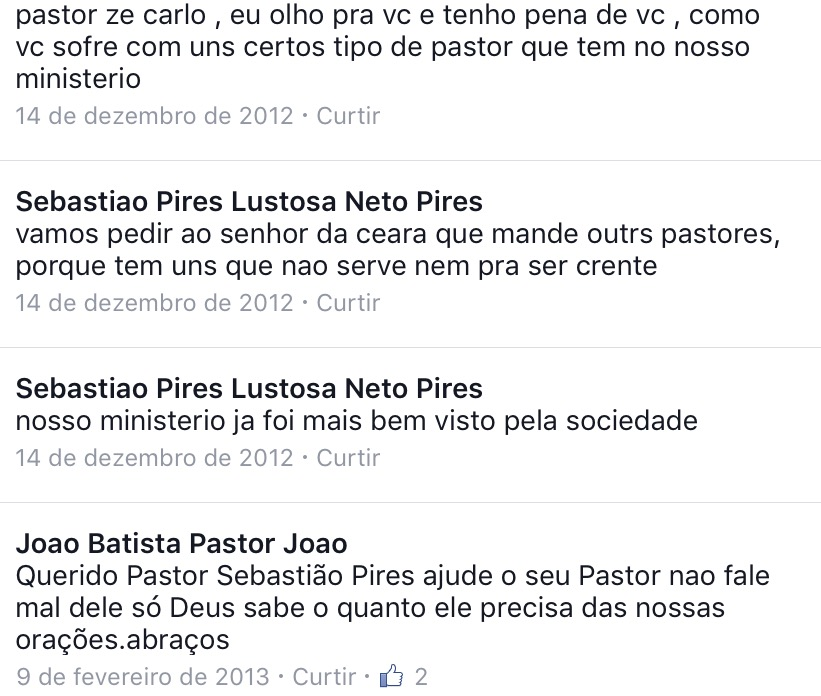 pastor ze carlo , eu olho pra vc e tenho pena de vc , como
vc sofre com uns certos tipo de pastor que tem no nosso
ministerio
14 de dezembro de 2012 · Curtir
Sebastiao Pires Lustosa Neto Pires
vamos pedir ao senhor da ceara que mande outrs pastores,
porque tem uns que nao serve nem pra ser crente
14 de dezembro de 2012 · Curtir
Sebastiao Pires Lustosa Neto Pires
nosso ministerio ja foi mais bem visto pela sociedade
14 de dezembro de 2012 · Curtir
Joao Batista Pastor Joao
Querido Pastor Sebastião Pires ajude o seu Pastor nao fale
mal dele só Deus sabe o quanto ele precisa das nossas
orações.abraços
9 de fevereiro de 2013 · Curtir · 2